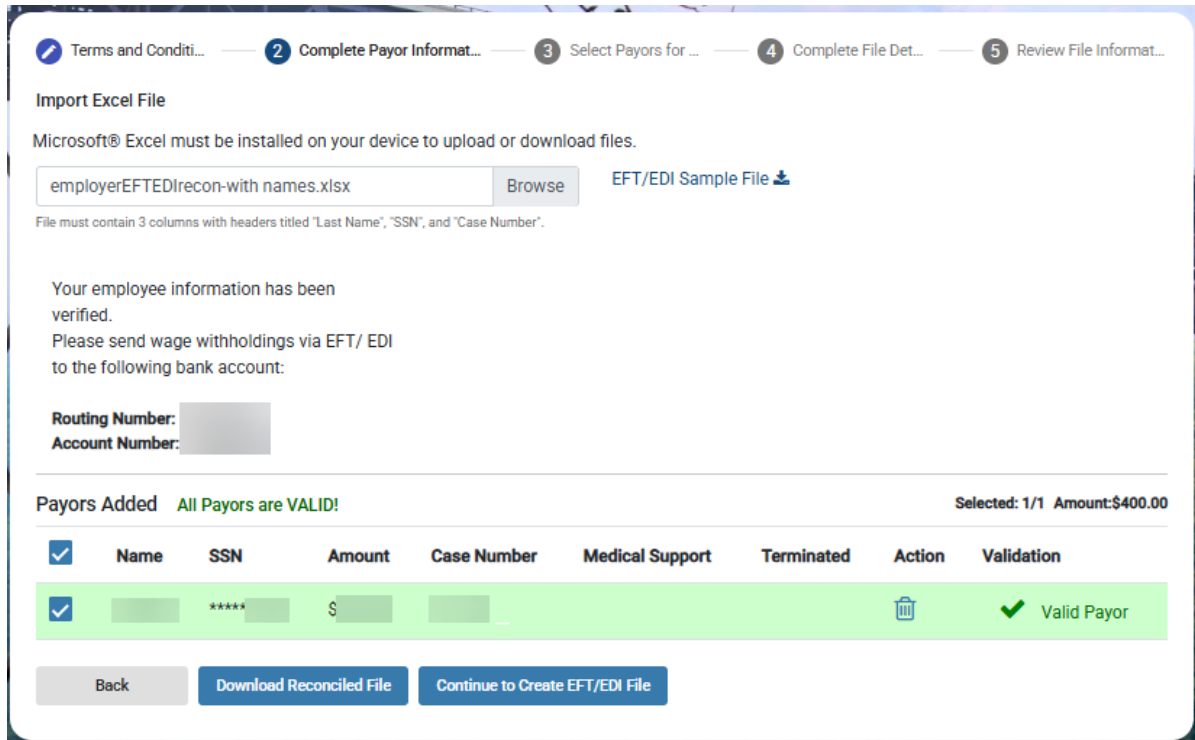 Terms and Conditi... 2 Complete Payor Informat... 3 Select Payors for ... 4 Complete File Det... 5 Review File Informat...
Import Excel File
Microsoft® Excel must be installed on your device to upload or download files.
employerEFTEDIrecon-with names.xlsx Browse EFT/EDI Sample File
File must contain 3 columns with headers titled "Last Name", "SSN", and "Case Number".
Your employee information has been
verified.
Please send wage withholdings via EFT/ EDI
to the following bank account:
Routing Number:
Account Number:
Payors Added All Payors are VALID! Selected: 1/1 Amount:$400.00
Name SSN Amount Case Number Medical Support Terminated Action Validation
***** $ Valid Payor
Back Download Reconciled File Continue to Create EFT/EDI File